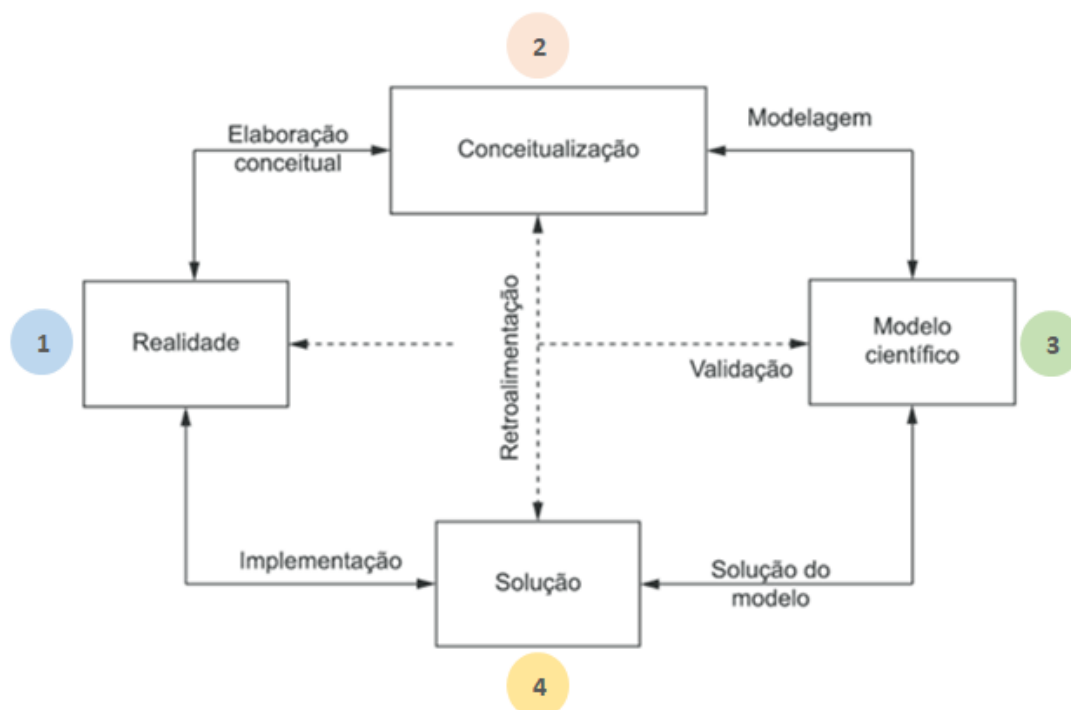 2
Conceitualização
Elaboração
conceitual
Modelagem
1
Realidade
Retroalimentação
Validação
Modelo
científico
3
Implementação
Solução
Solução do
modelo
4